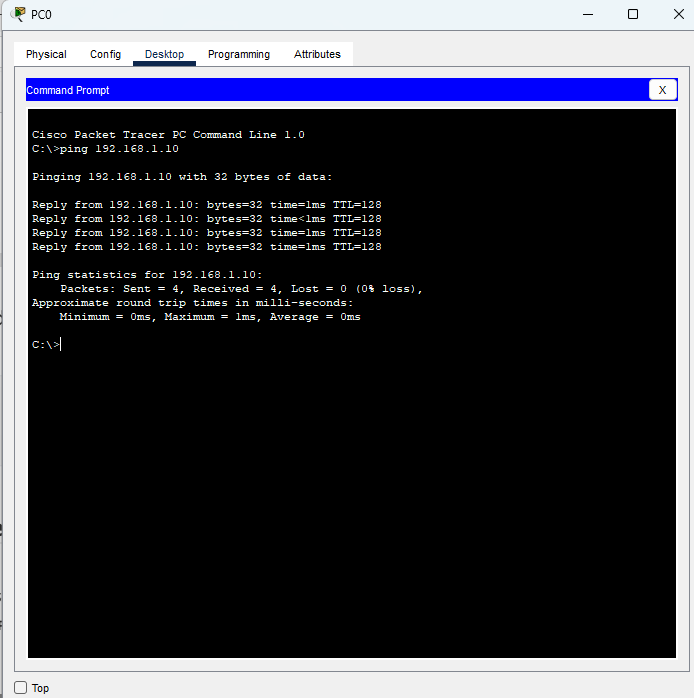 PC0
Physical Config Desktop Programming Attributes
Command Prompt X
Cisco Packet Tracer PC Command Line 1.0
C:\>ping 192.168.1.10
Pinging 192.168.1.10 with 32 bytes of data:
Reply from 192.168.1.10: bytes=32 time=1ms TTL=128
Reply from 192.168.1.10: bytes=32 time<1ms TTL=128
Reply from 192.168.1.10: bytes=32 time=1ms TTL=128
Reply from 192.168.1.10: bytes=32 time=1ms TTL=128
Ping statistics for 192.168.1.10:
Packets: Sent = 4, Received = 4, Lost = 0 (0% loss),
Approximate round trip times in milli-seconds:
Minimum = 0ms, Maximum = 1ms, Average = 0ms
C:\>
Top